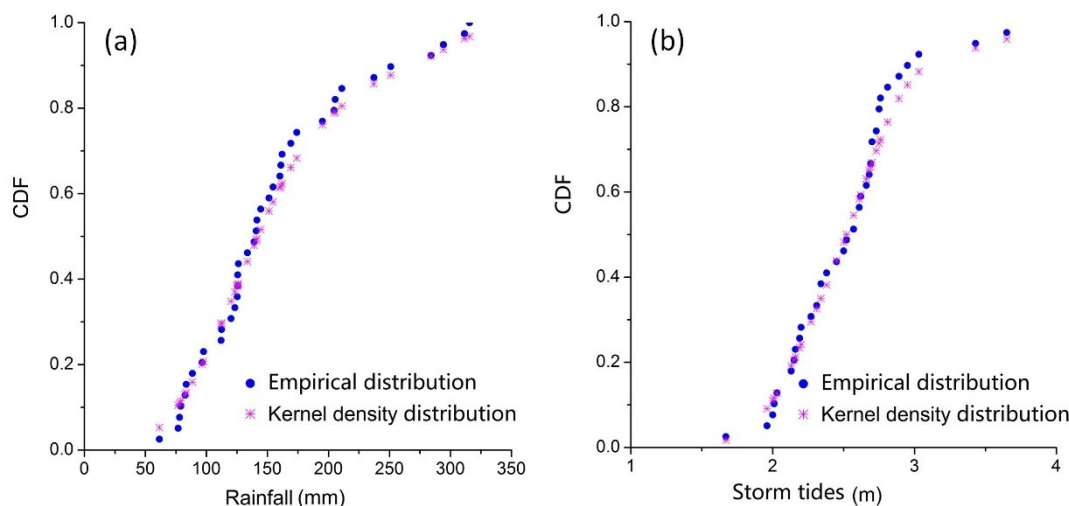 (a)
CDF
1.0
0.8
0.6
0.4
0.2
0.0
Empirical distribution
Kernel density distribution
0 50 100 150 200 250 300 350
Rainfall (mm)
(b)
CDF
1.0
0.8
0.6
0.4
0.2
0.0
Empirical distribution
Kernel density distribution
1 2 3 4
Storm tides (m)